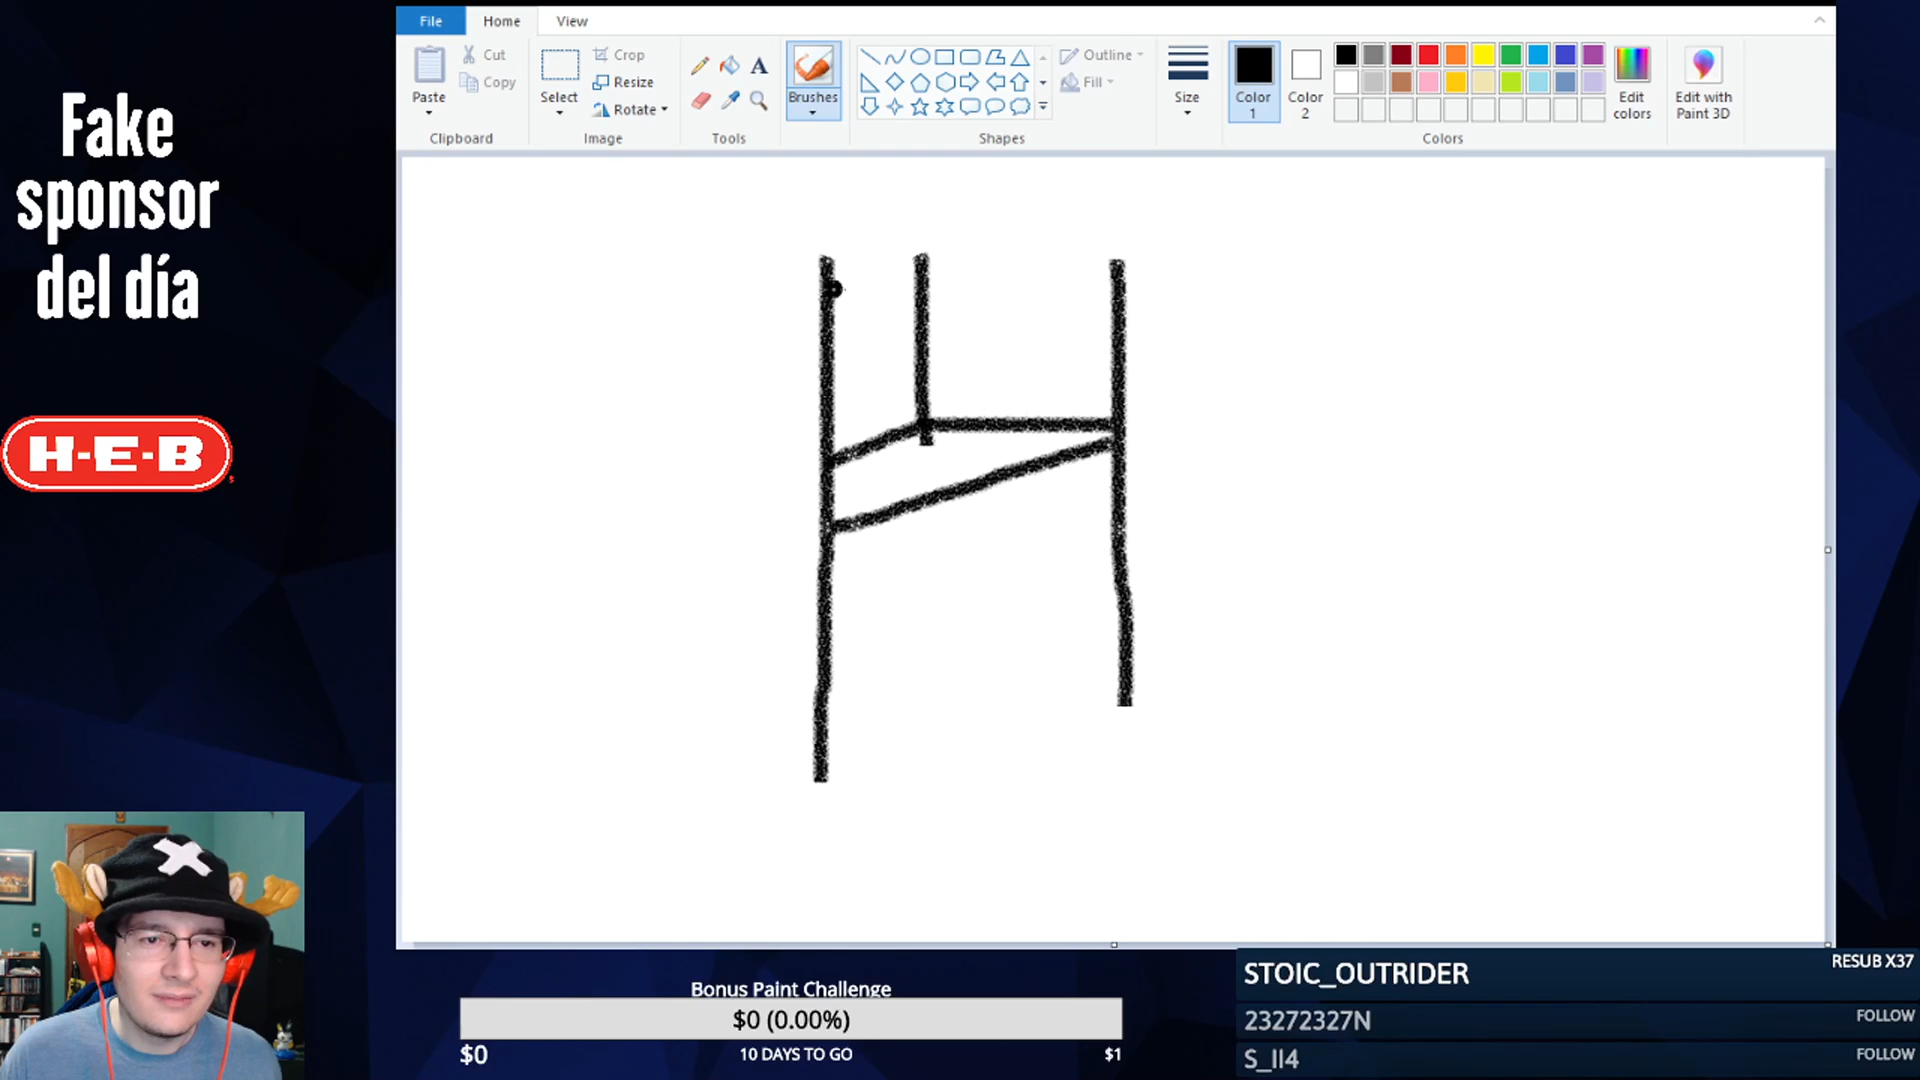 File Home View
Paste
Cut
Copy
Clipboard
Select
Crop
Resize
Rotate
Image
Tools
Brushes
Outline
Fill
Shapes
Size
Color 1
Color 2
Edit colors
Edit with Paint 3D
Colors
Fake
sponsor
del día
H-E-B
Bonus Paint Challenge
$0 (0.00%)
$0 10 DAYS TO GO $1
STOIC_OUTRIDER RESUB X37
23272327N FOLLOW
S_II4 FOLLOW